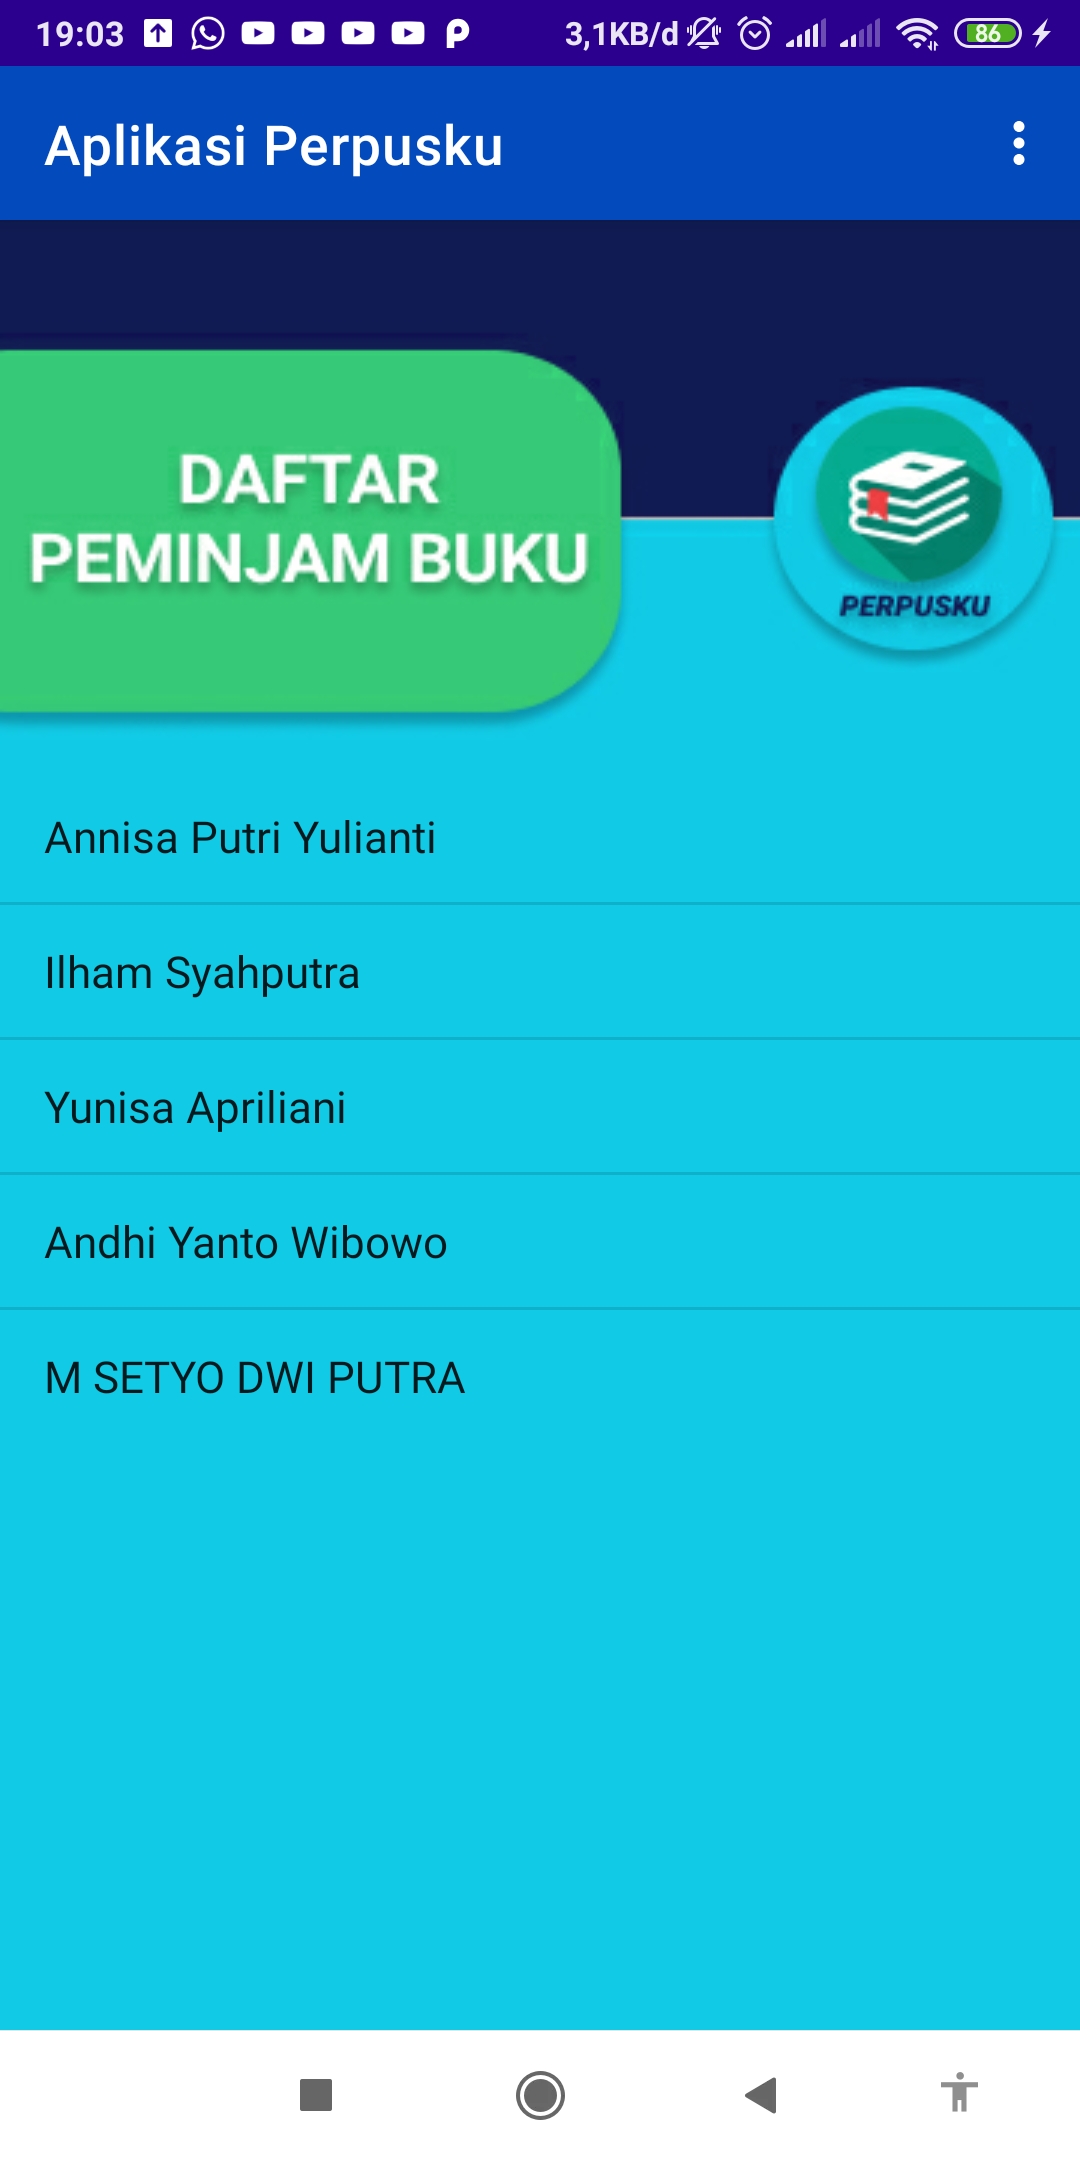 19:03 3,1KB/d 86
Aplikasi Perpusku
DAFTAR
PEMINJAM BUKU
PERPUSKU
Annisa Putri Yulianti
Ilham Syahputra
Yunisa Apriliani
Andhi Yanto Wibowo
M SETYO DWI PUTRA